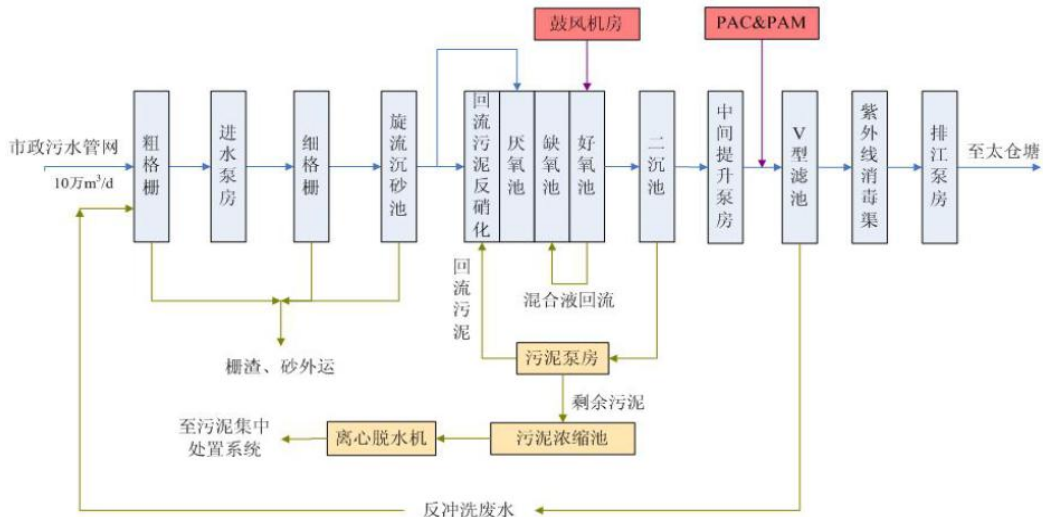 鼓风机房
PAC&PAM
市政污水管网
10万m³/d
粗格栅
进水泵房
细格栅
旋流沉砂池
回流污泥反硝化
厌氧池
缺氧池
好氧池
二沉池
中间提升泵房
V型滤池
紫外线消毒渠
排江泵房
至太仓塘
回流污泥
混合液回流
栅渣、砂外运
污泥泵房
剩余污泥
至污泥集中
处置系统
离心脱水机
污泥浓缩池
反冲洗废水